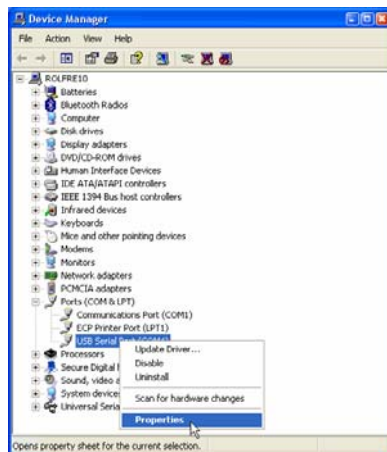 Device Manager
File Action View Help
ROLFRE10
Batteries
Bluetooth Radios
Computer
Disk drives
Display adapters
DVD/CD-ROM drives
Human Interface Devices
IDE ATA/ATAPI controllers
IEEE 1394 Bus host controllers
Infrared devices
Keyboards
Mice and other pointing devices
Modems
Monitors
Network adapters
PCMCIA adapters
Ports (COM & LPT)
Communications Port (COM1)
ECP Printer Port (LPT1)
USB Serial Port
Processors
Secure Digital
Sound, video
System device
Universal Seria
Update Driver...
Disable
Uninstall
Scan for hardware changes
Properties
Opens property sheet for the current selection.